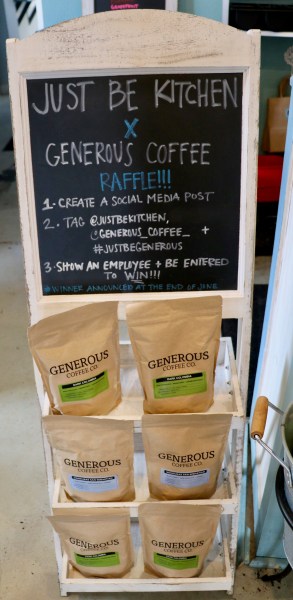 JUST BE KITCHEN
X
GENEROUS COFFEE
RAFFLE!!!
1. CREATE A SOCIAL MEDIA POST
2. TAG @JUSTBEKITCHEN,
@GENEROUS_COFFEE_ +
#JUSTBEGENEROUS
3. SHOW AN EMPLOYEE + BE ENTERED
TO WIN!!!
*WINNER ANNOUNCED AT THE END OF JUNE
GENEROUS
COFFEE CO.
GENEROUS
COFFEE CO.
GENEROUS
COFFEE CO.
GENEROUS
COFFEE CO.
GENEROUS
COFFEE CO.
GENEROUS
COFFEE CO.